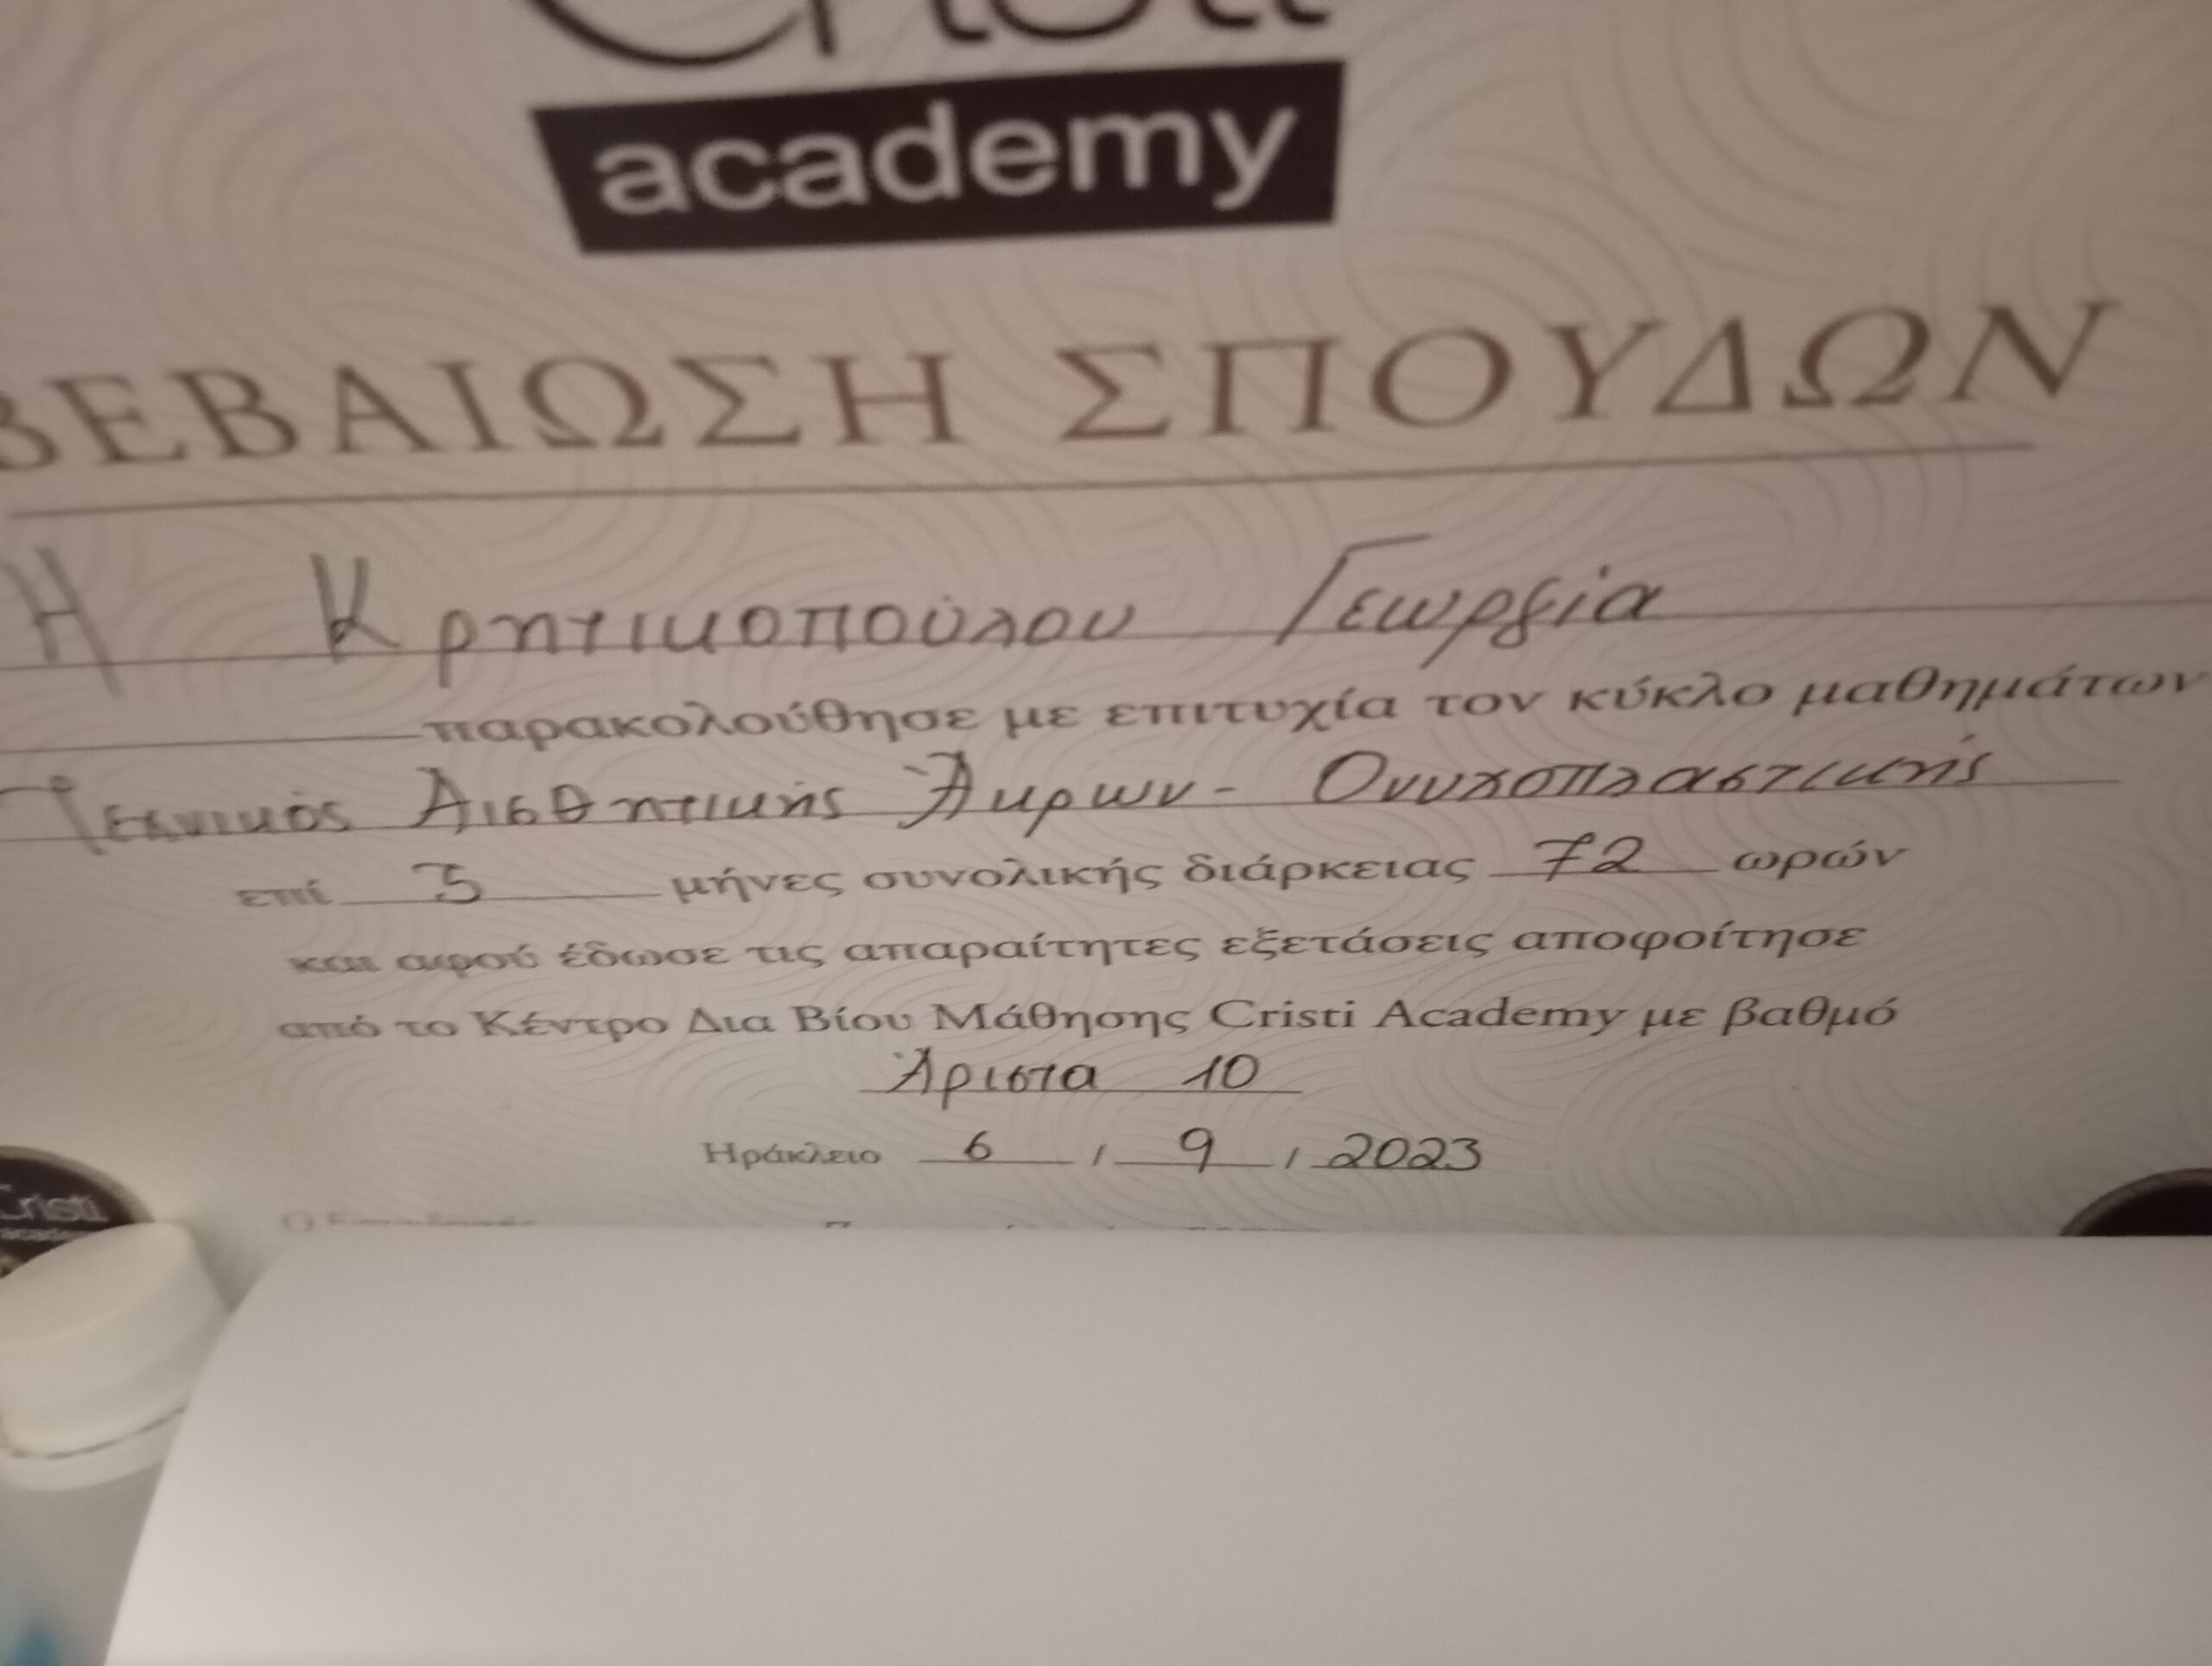 Cristi
academy
ΒΕΒΑΙΩΣΗ ΣΠΟΥΔΩΝ
Η Κρητικοπούλου Γεωργία
παρακολούθησε με επιτυχία τον κύκλο μαθημάτων
Τεχνικός Αισθητικής Άκρων - Ονυχοπλαστικής
επί 3 μήνες συνολικής διάρκειας 72 ωρών
και αφού έδωσε τις απαραίτητες εξετάσεις αποφοίτησε
από το Κέντρο Δια Βίου Μάθησης Cristi Academy με βαθμό
Άριστα 10
Ηράκλειο 6 / 9 / 2023
Cristi